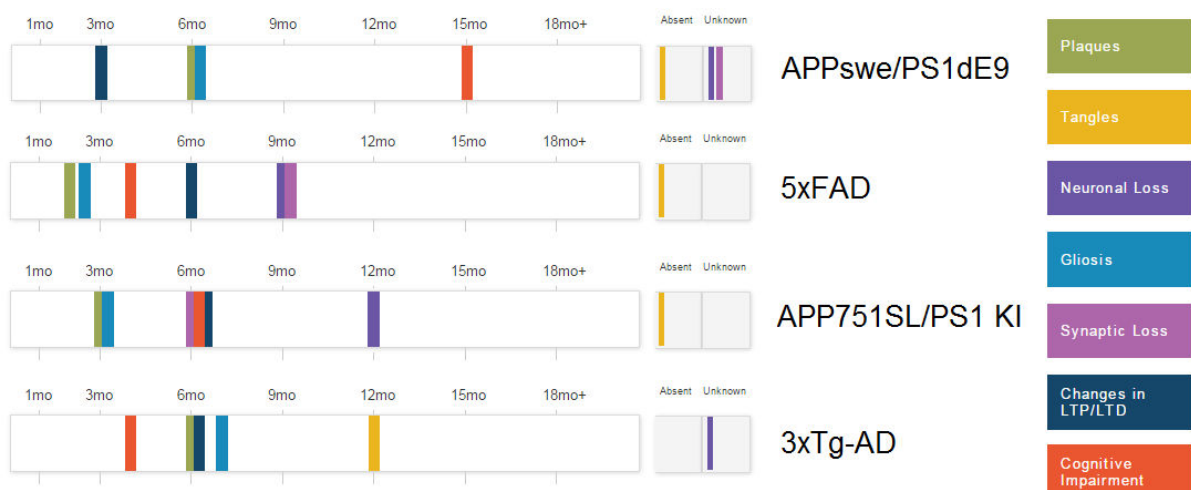 1mo 3mo 6mo 9mo 12mo 15mo 18mo+ Absent Unknown
APPswe/PS1dE9
1mo 3mo 6mo 9mo 12mo 15mo 18mo+ Absent Unknown
5xFAD
1mo 3mo 6mo 9mo 12mo 15mo 18mo+ Absent Unknown
APP751SL/PS1 KI
1mo 3mo 6mo 9mo 12mo 15mo 18mo+ Absent Unknown
3xTg-AD
Plaques
Tangles
Neuronal Loss
Gliosis
Synaptic Loss
Changes in
LTP/LTD
Cognitive
Impairment